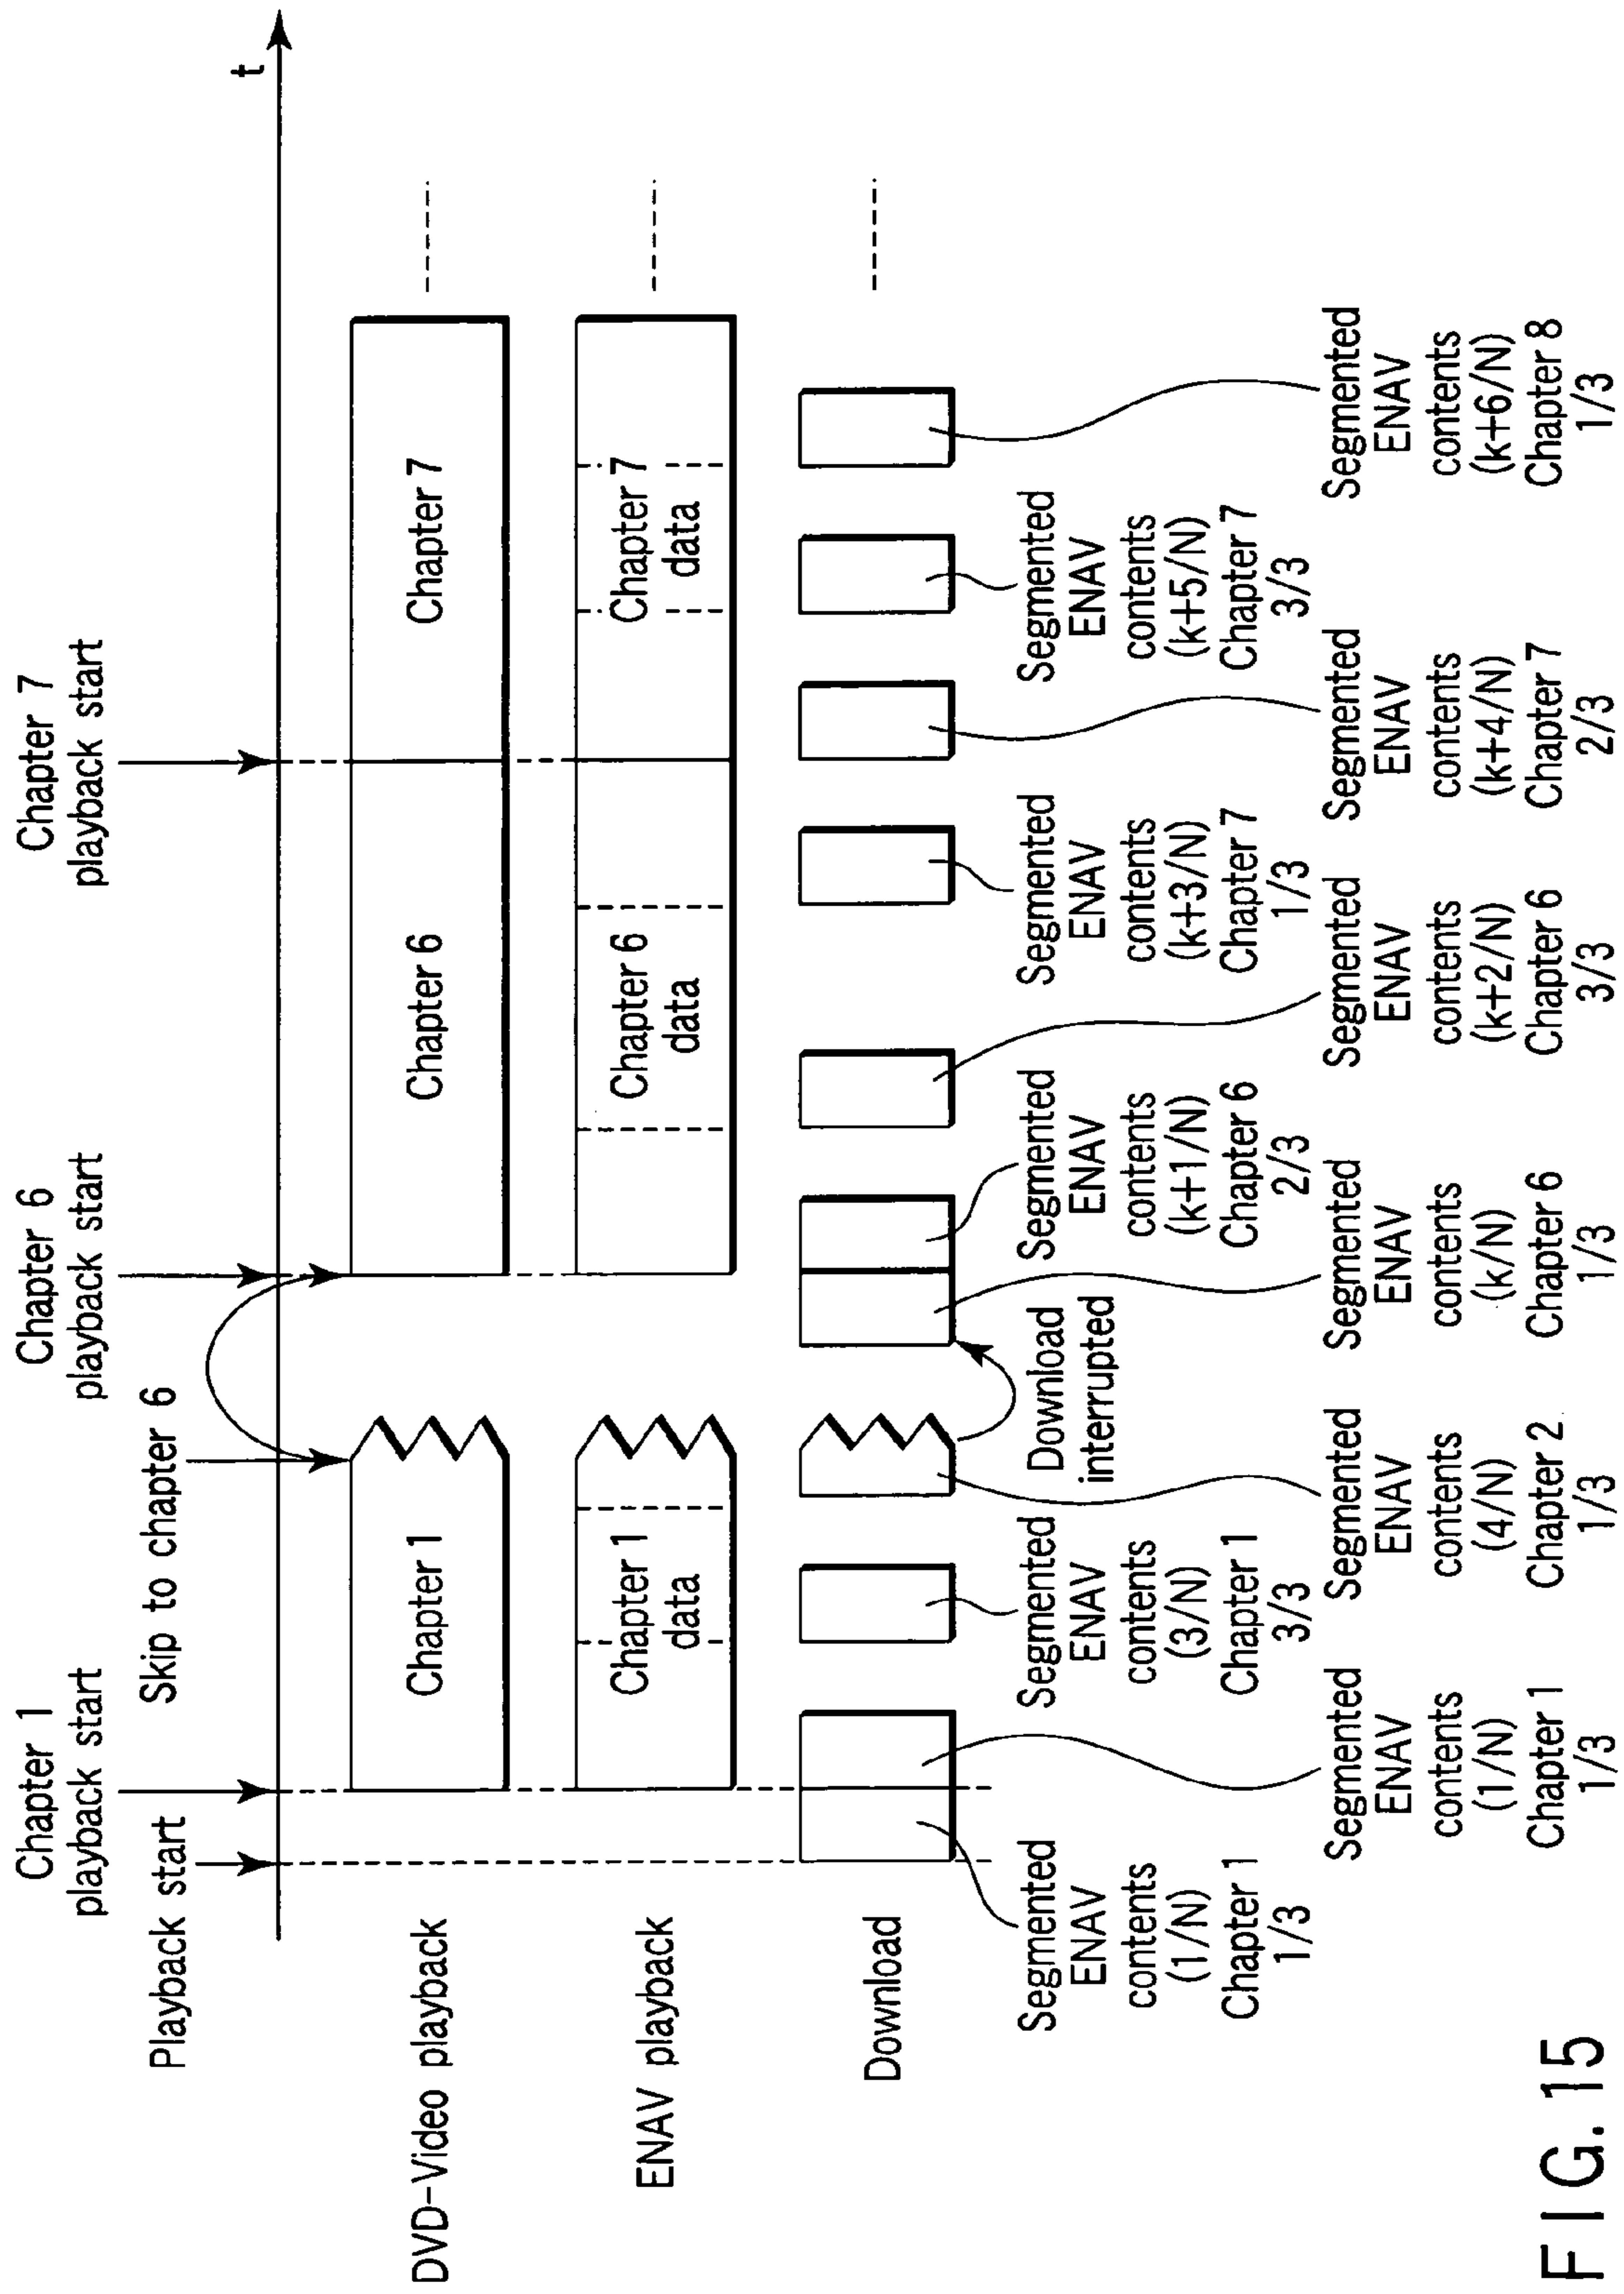 Chapter 1
playback start
Chapter 6
playback start
Chapter 7
playback start
Playback start
Skip to chapter 6
t
DVD-Video playback
Chapter 1
Chapter 6
Chapter 7
ENAV playback
Chapter 1
data
Chapter 6
data
Chapter 7
data
Download
Download
interrupted
Segmented
ENAV
contents
(1/N)
Chapter 1
1/3
Segmented
ENAV
contents
(3/N)
Chapter 1
3/3
Segmented
ENAV
contents
(k+1/N)
Chapter 6
2/3
Segmented
ENAV
contents
(k+3/N)
Chapter 7
1/3
Segmented
ENAV
contents
(k+5/N)
Chapter 7
3/3
Segmented
ENAV
contents
(1/N)
Chapter 1
1/3
Segmented
ENAV
contents
(4/N)
Chapter 2
1/3
Segmented
ENAV
contents
(k/N)
Chapter 6
1/3
Segmented
ENAV
contents
(k+2/N)
Chapter 6
3/3
Segmented
ENAV
contents
(k+4/N)
Chapter 7
2/3
Segmented
ENAV
contents
(k+6/N)
Chapter 8
1/3
FIG. 15